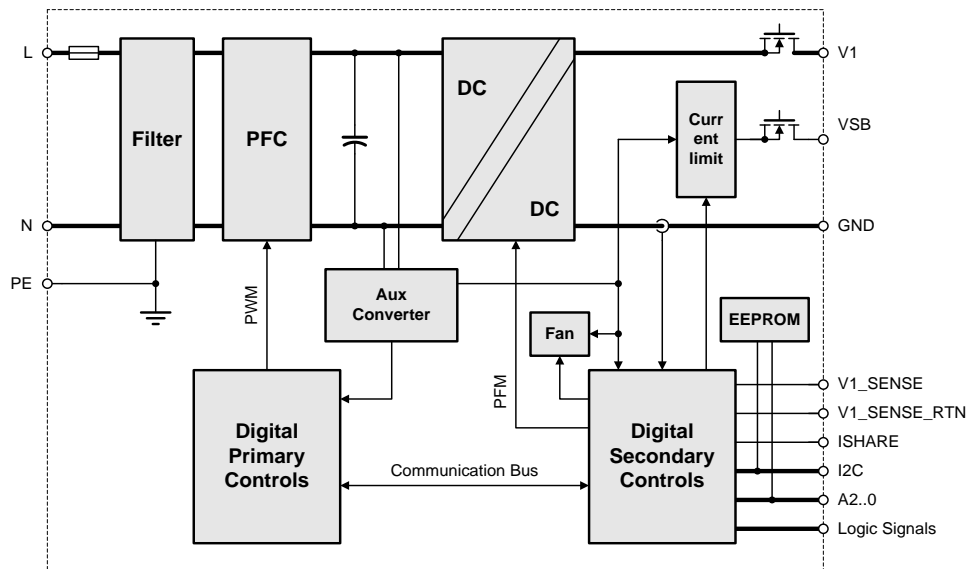 L
V1
DC
Filter
PFC
Curr
ent
limit
VSB
DC
N
GND
PE
PWM
Aux
Converter
EEPROM
Fan
PFM
V1_SENSE
V1_SENSE_RTN
Digital
Primary
Controls
Digital
Secondary
Controls
ISHARE
Communication Bus
I2C
A2..0
Logic Signals